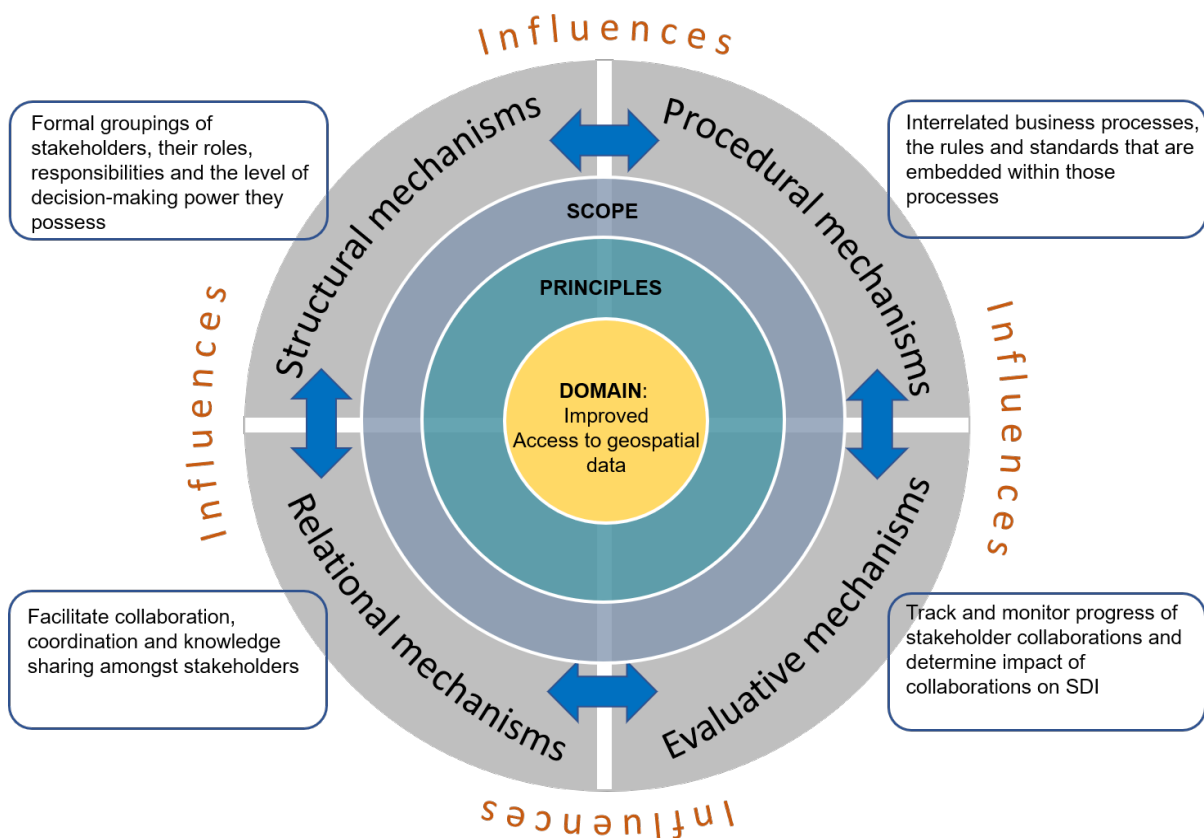 Influences
Structural mechanisms
Procedural mechanisms
Formal groupings of
stakeholders, their roles,
responsibilities and the level of
decision-making power they
possess
Interrelated business processes,
the rules and standards that are
embedded within those
processes
SCOPE
PRINCIPLES
Influences
Influences
DOMAIN:
Improved
Access to geospatial
data
Relational mechanisms
Evaluative mechanisms
Facilitate collaboration,
coordination and knowledge
sharing amongst stakeholders
Track and monitor progress of
stakeholder collaborations and
determine impact of
collaborations on SDI
Influences